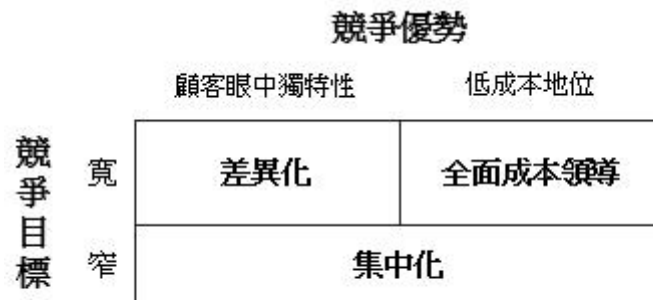 競爭優勢
顧客眼中獨特性 低成本地位
競爭目標
寬 差異化 全面成本領導
窄 集中化